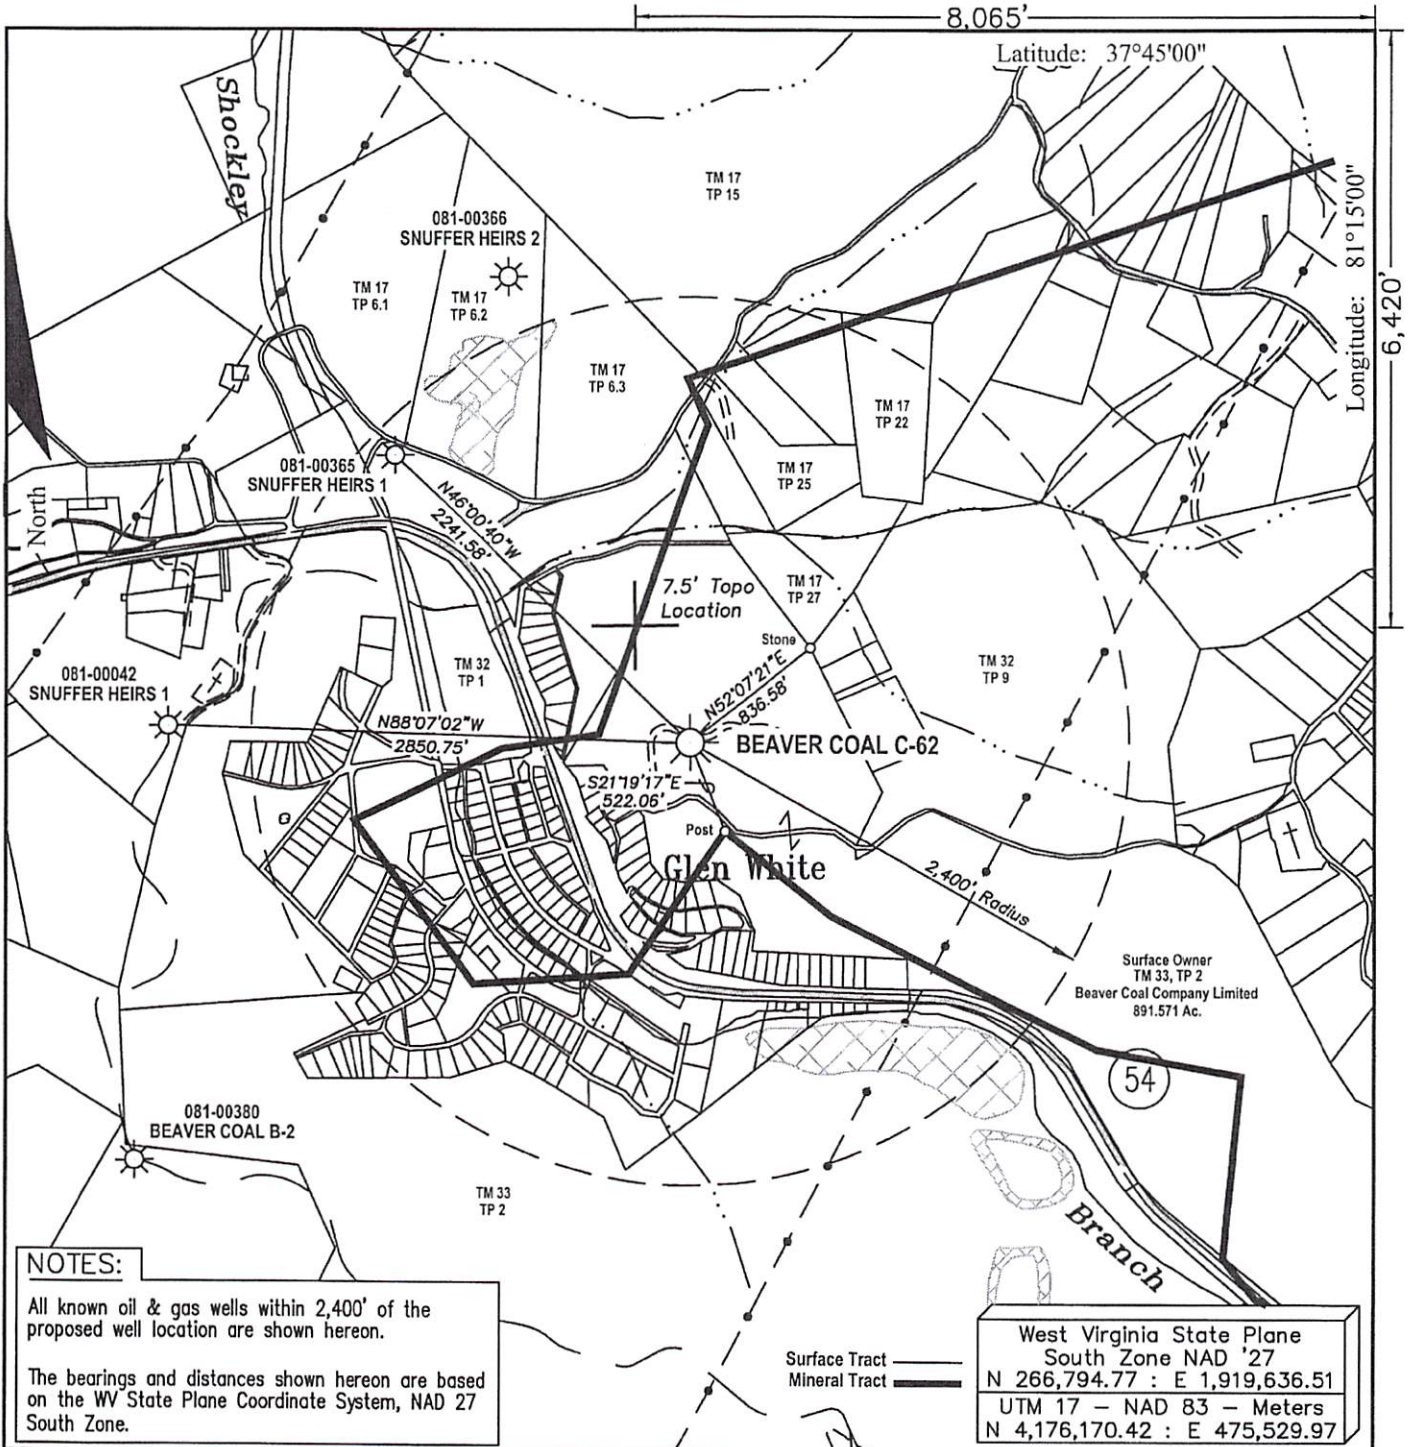 8,065'
Latitude: 37°45'00"
Shockley
TM 17
TP 15
081-00366
SNUFFER HEIRS 2
Longitude: 81°15'00"
6,420'
TM 17
TP 6.1
TM 17
TP 6.2
TM 17
TP 6.3
TM 17
TP 22
081-00365
SNUFFER HEIRS 1
TM 17
TP 25
North
N46°00'40"W
2241.58'
7.5' Topo
Location
TM 17
TP 27
Stone
081-00042
SNUFFER HEIRS 1
TM 32
TP 1
TM 32
TP 9
N52°07'21"E
836.58'
N88°07'02"W
2850.75'
BEAVER COAL C-62
S21°19'17"E
522.06'
Post
Glen White
2,400' Radius
Surface Owner
TM 33, TP 2
Beaver Coal Company Limited
891.571 Ac.
54
081-00380
BEAVER COAL B-2
TM 33
TP 2
Branch
NOTES:
All known oil & gas wells within 2,400' of the
proposed well location are shown hereon.
The bearings and distances shown hereon are based
on the WV State Plane Coordinate System, NAD 27
South Zone.
Surface Tract
Mineral Tract
West Virginia State Plane
South Zone NAD '27
N 266,794.77 : E 1,919,636.51
UTM 17 - NAD 83 - Meters
N 4,176,170.42 : E 475,529.97